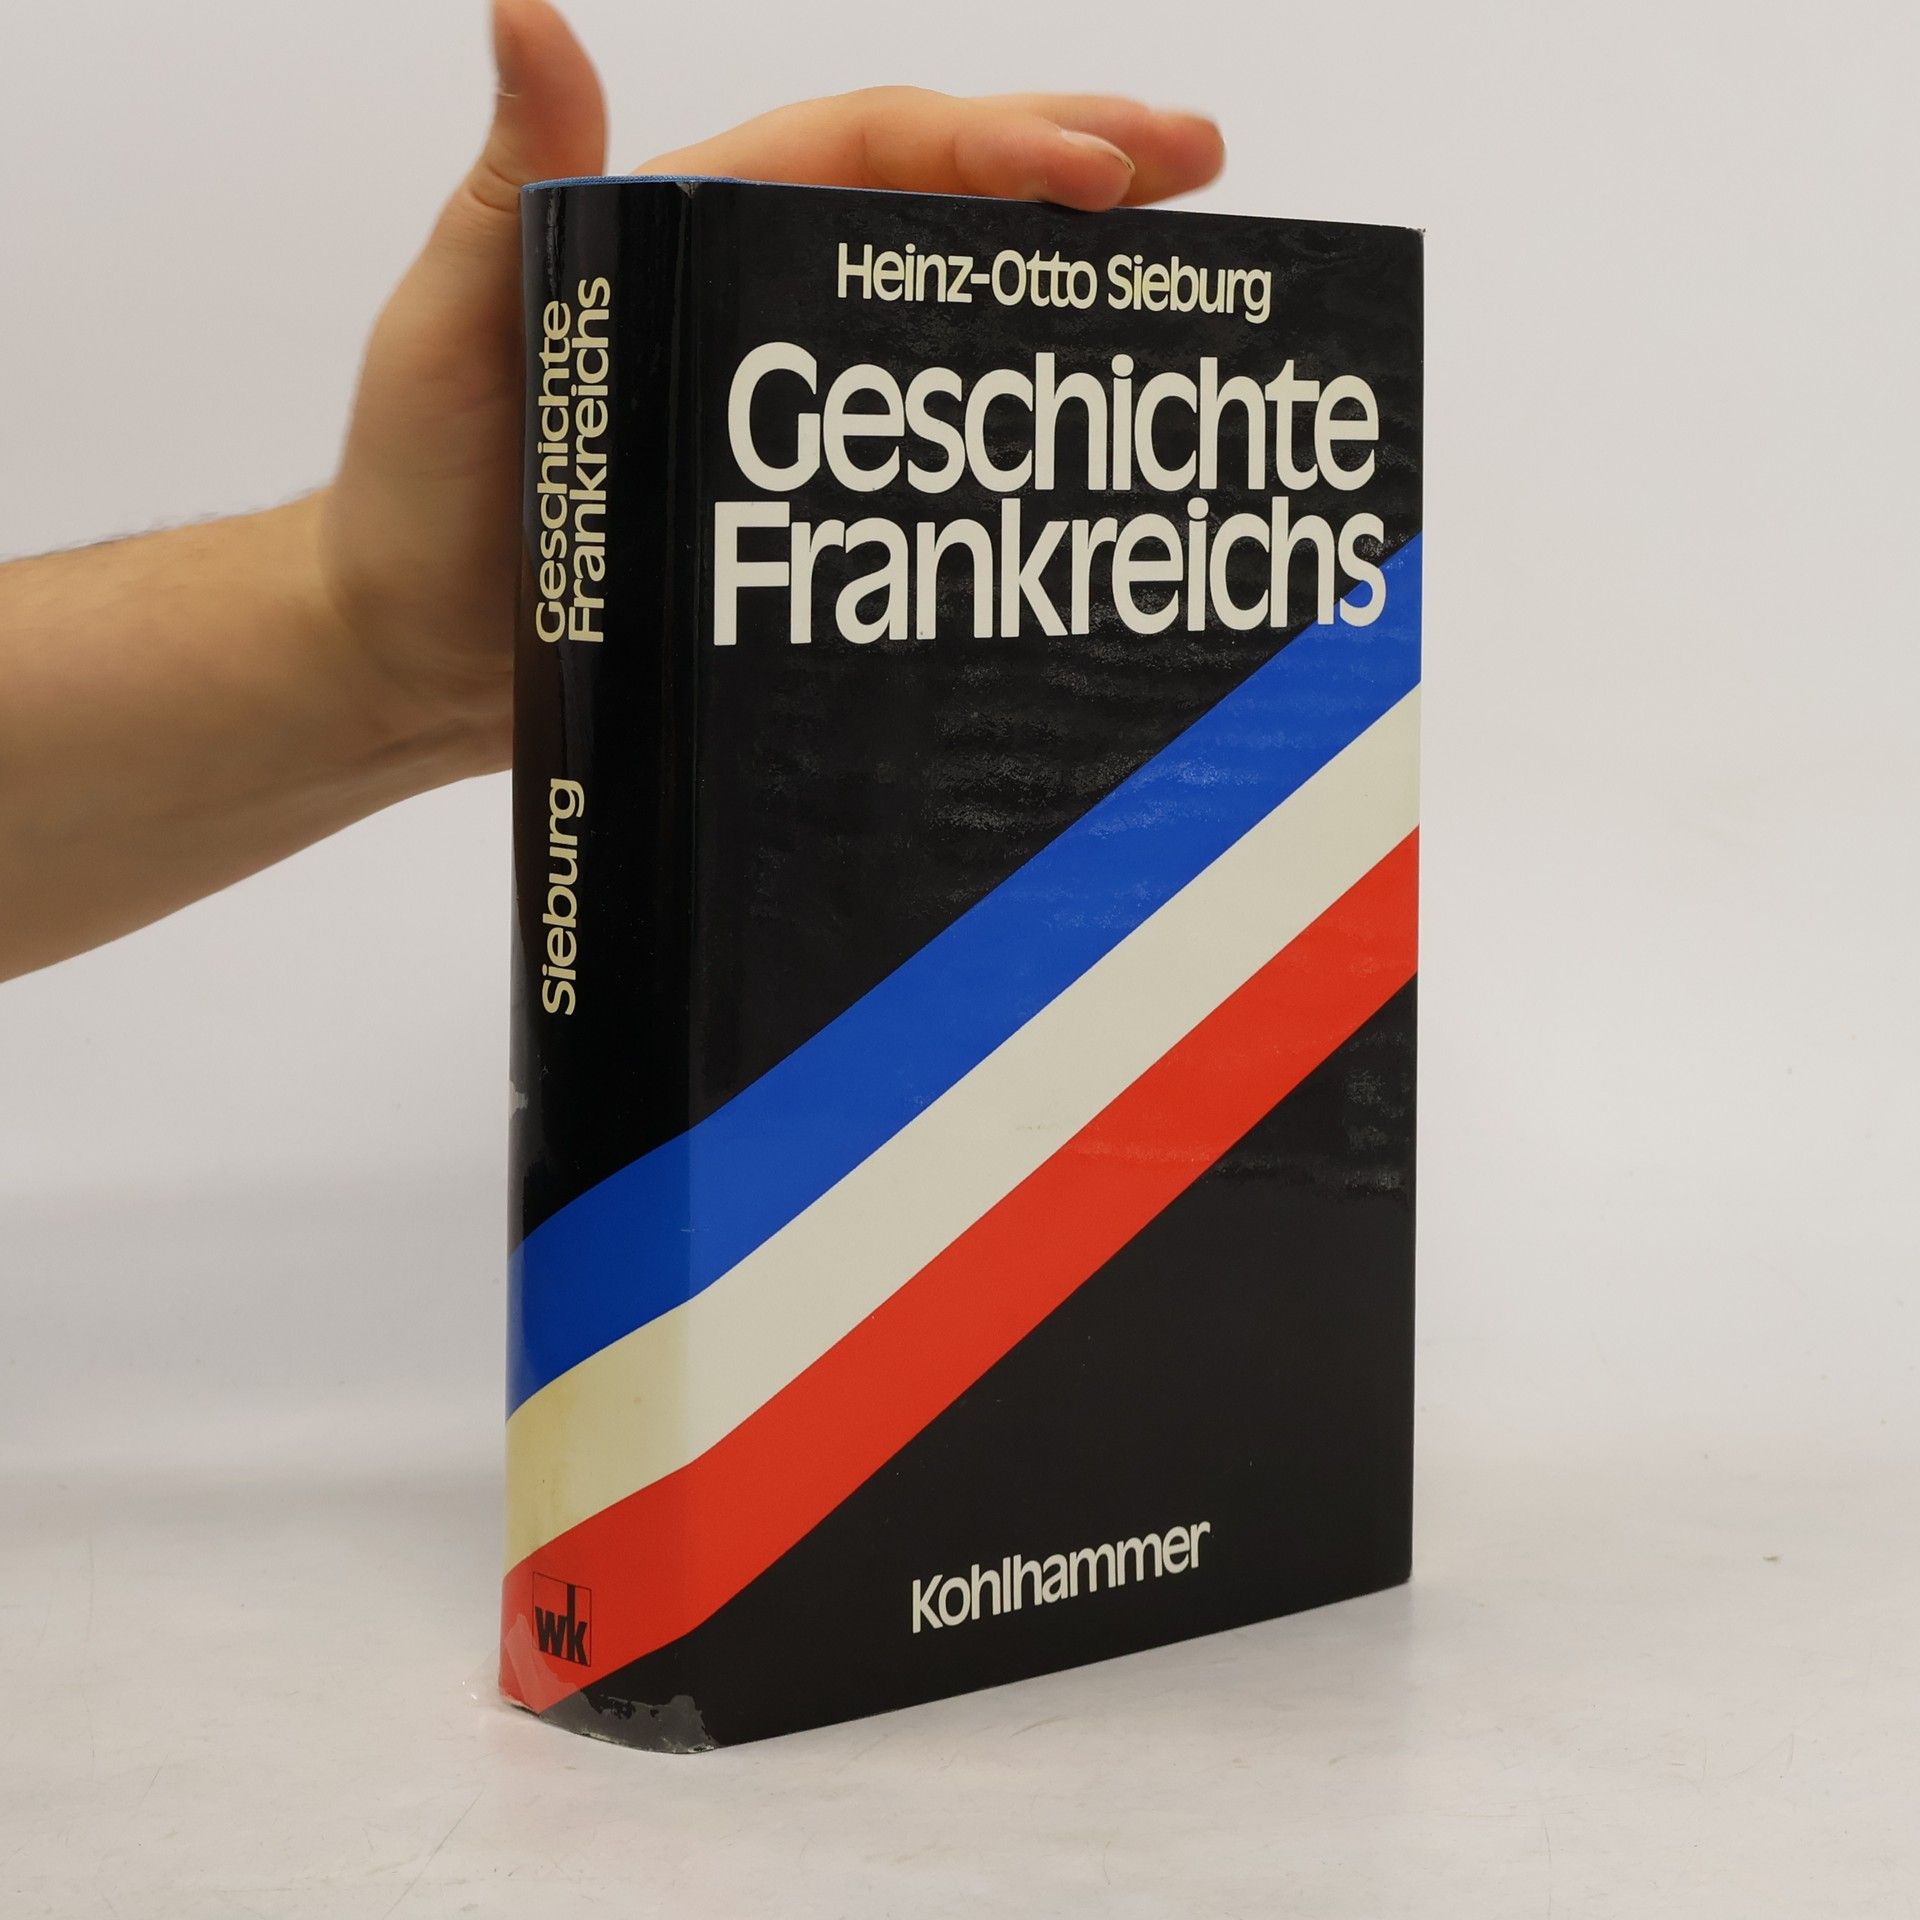 Heinz-Otto Sieburg
Geschichte
Frankreichs
Kohlhammer
Geschichte
Frankreichs
Sieburg
wk